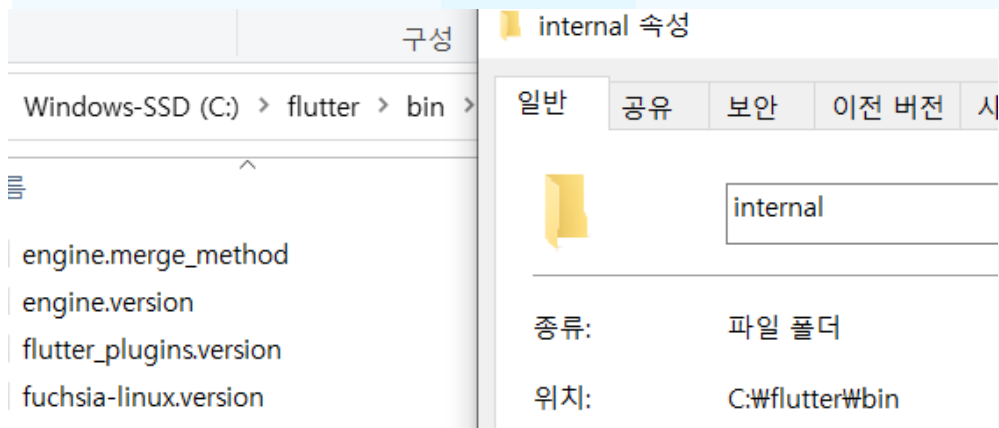 구성
Windows-SSD (C:) > flutter > bin >
engine.merge_method
engine.version
flutter_plugins.version
fuchsia-linux.version
internal 속성
일반 공유 보안 이전 버전
internal
종류: 파일 폴더
위치: C:₩flutter₩bin